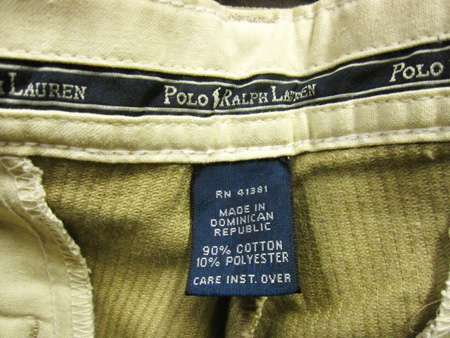 LAUREN POLO RALPH LAUREN POLO
RN 41381
MADE IN
DOMINICAN
REPUBLIC
90% COTTON
10% POLYESTER
CARE INST. OVER